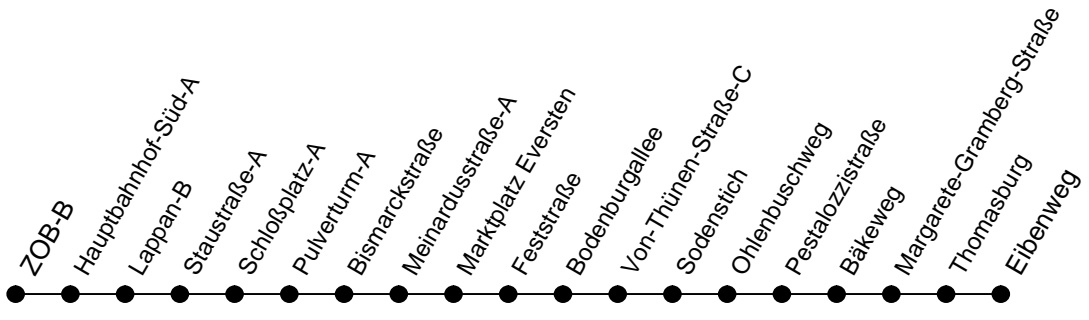 ZOB-B
Hauptbahnhof-Süd-A
Lappan-B
Staustraße-A
Schloßplatz-A
Pulverturm-A
Bismarckstraße
Meinardusstraße-A
Marktplatz Eversten
Feststraße
Bodenburgallee
Von-Thünen-Straße-C
Sodenstich
Ohlenbuschweg
Pestalozzistraße
Bäkeweg
Margarete-Gramberg-Straße
Thomasburg
Eibenweg